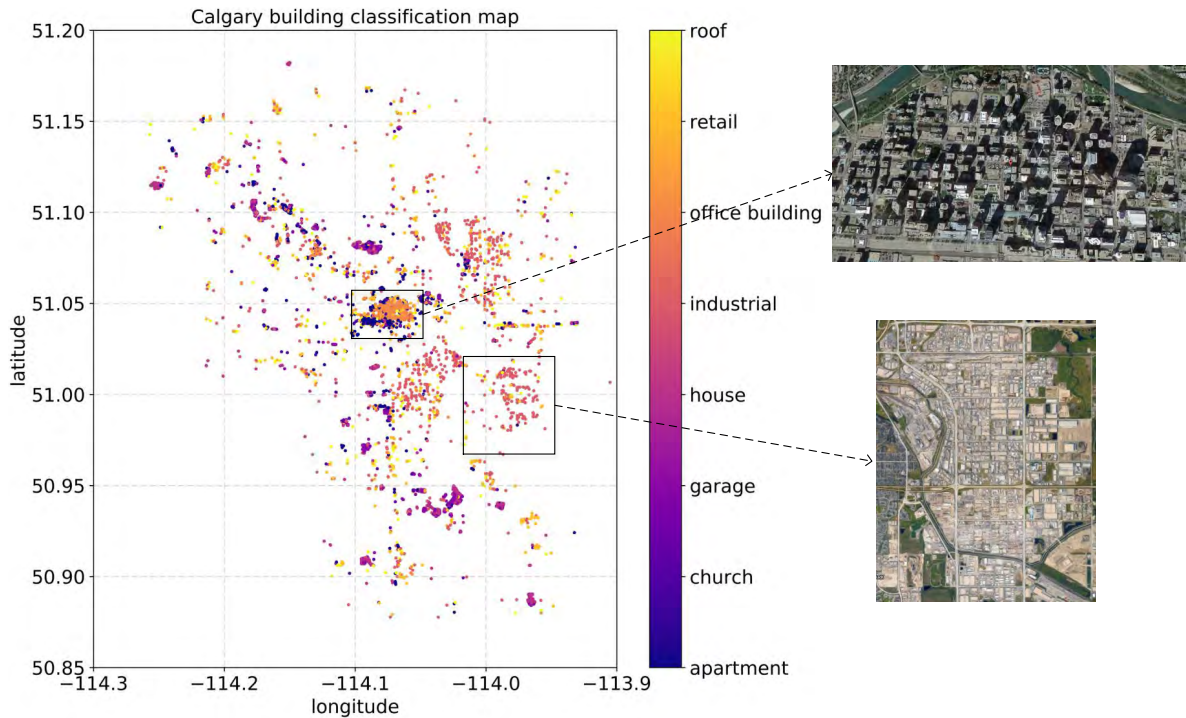 Calgary building classification map
51.20
51.15
51.10
51.05
51.00
50.95
50.90
50.85
latitude
−114.3
−114.2
−114.1
−114.0
−113.9
longitude
roof
retail
office building
industrial
house
garage
church
apartment